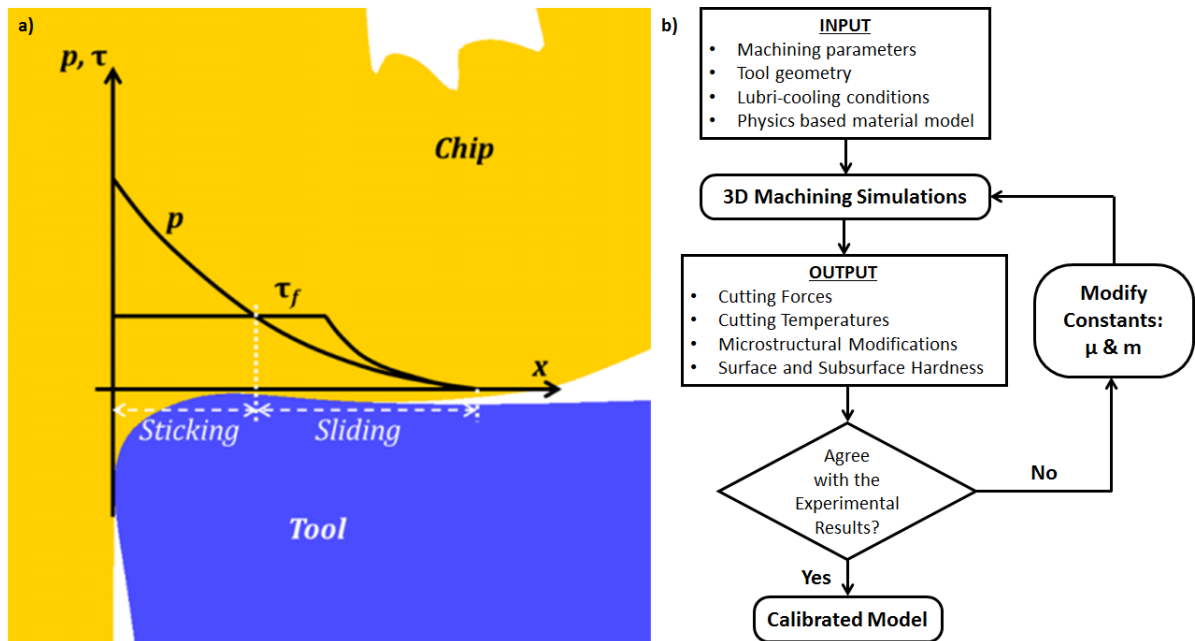 a)
p, τ
Chip
p
τf
x
Sticking
Sliding
Tool
b)
INPUT
• Machining parameters
• Tool geometry
• Lubri-cooling conditions
• Physics based material model
3D Machining Simulations
OUTPUT
• Cutting Forces
• Cutting Temperatures
• Microstructural Modifications
• Surface and Subsurface Hardness
Modify
Constants:
μ & m
Agree
with the
Experimental
Results?
No
Yes
Calibrated Model